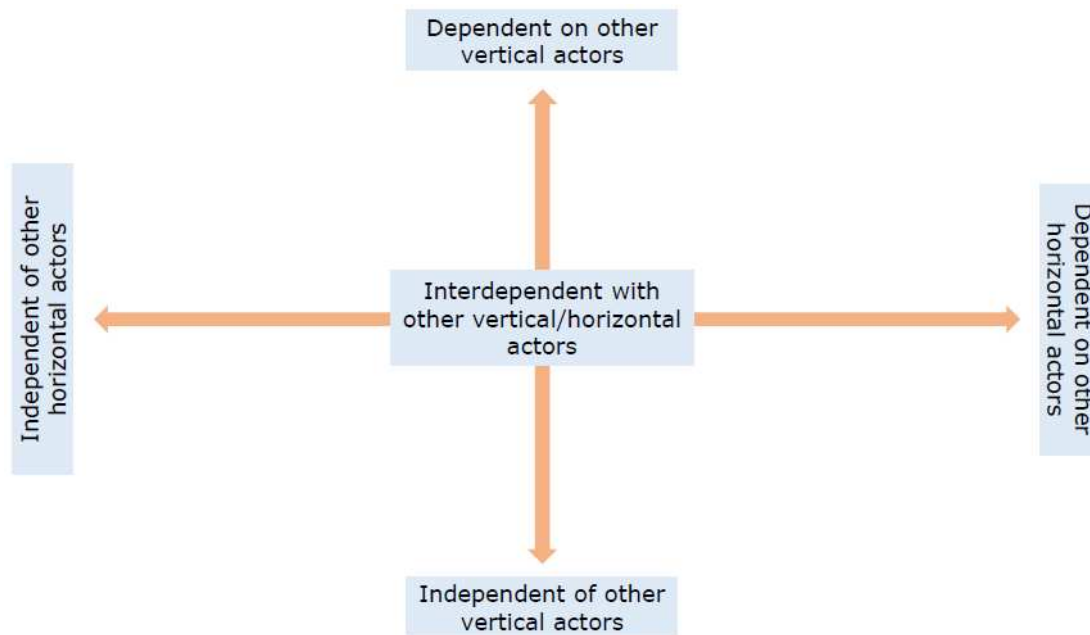 Dependent on other
vertical actors
Independent of other
horizontal actors
Interdependent with
other vertical/horizontal
actors
Dependent on other
horizontal actors
Independent of other
vertical actors